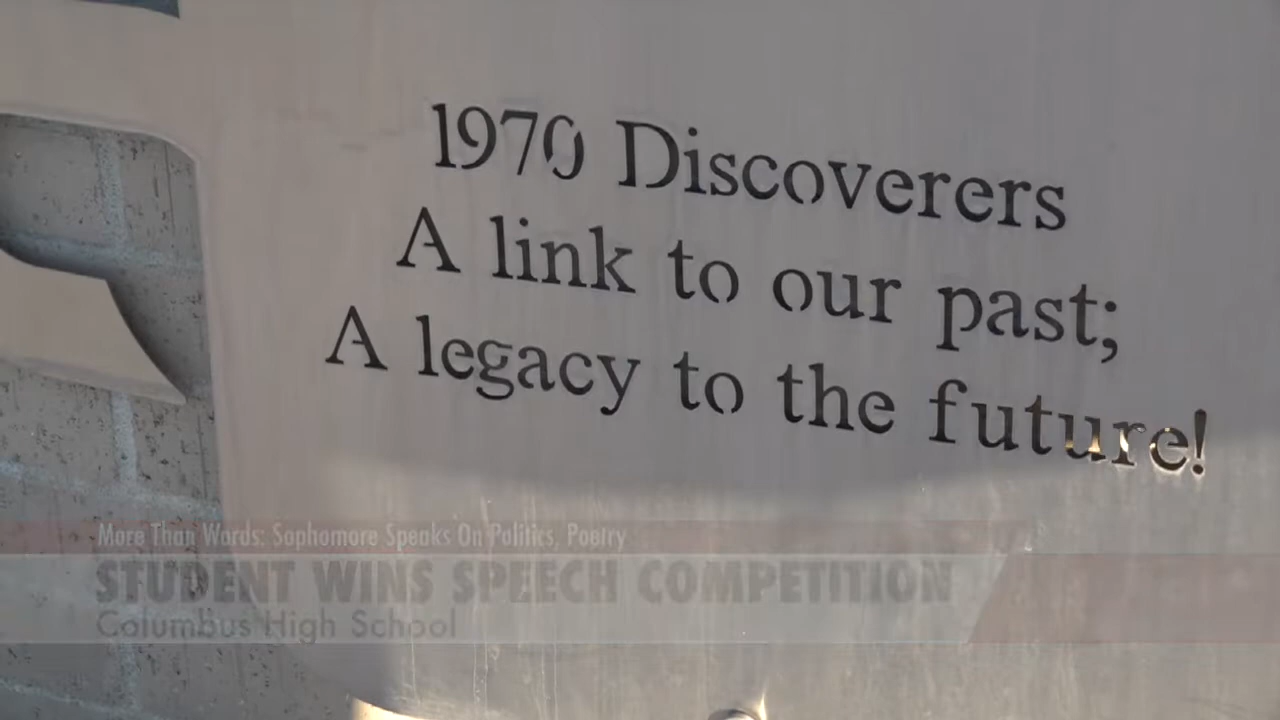 1970 Discoverers
A link to our past;
A legacy to the future!
More Than Words: Sophomore Speaks On Politics, Poetry
STUDENT WINS SPEECH COMPETITION
Columbus High School